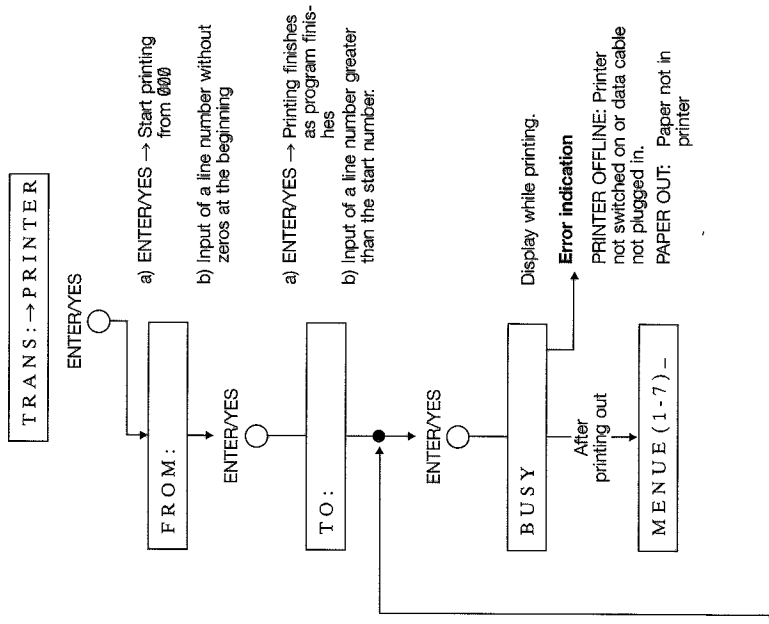 TRANS:→PRINTER
ENTER/YES
FROM:
a) ENTER/YES → Start printing
from 000
b) Input of a line number without
zeros at the beginning
ENTER/YES
TO:
a) ENTER/YES → Printing finishes
as program finis-
hes
b) Input of a line number greater
than the start number.
ENTER/YES
BUSY
Display while printing.
Error indication
PRINTER OFFLINE: Printer
not switched on or data cable
not plugged in.
PAPER OUT: Paper not in
printer
After
printing out
MENUE (1-7)_